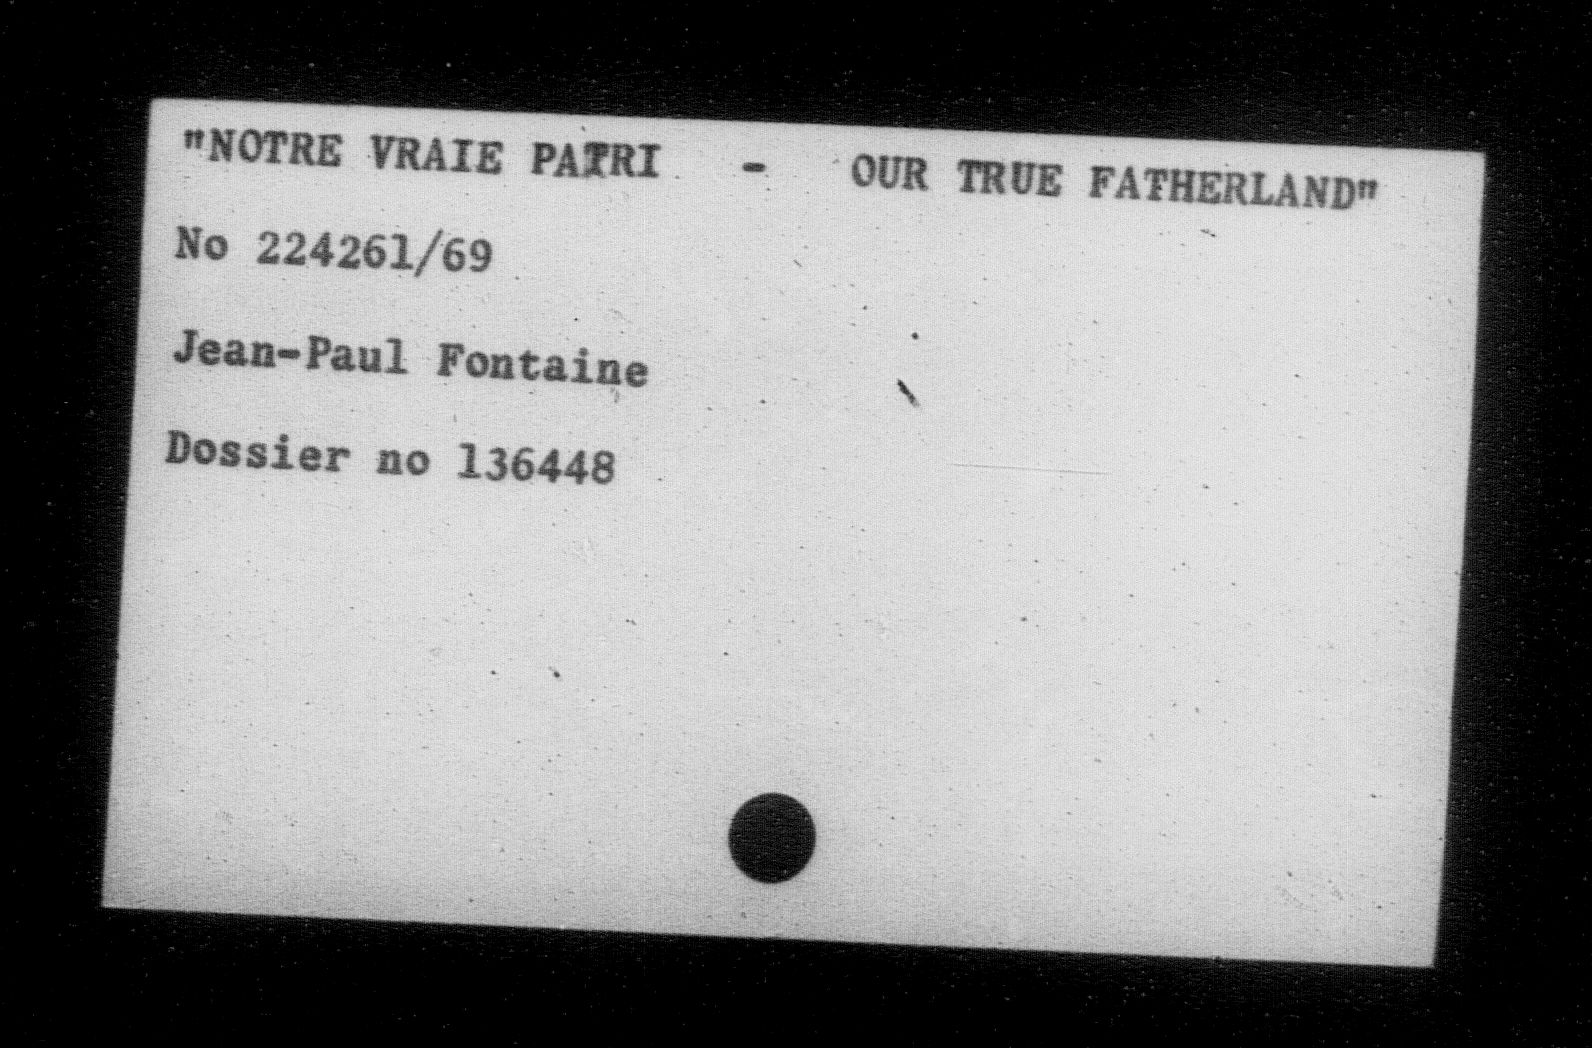 "NOTRE VRAIE PATRI - OUR TRUE FATHERLAND"
No 224261/69
Jean-Paul Fontaine
Dossier no 136448